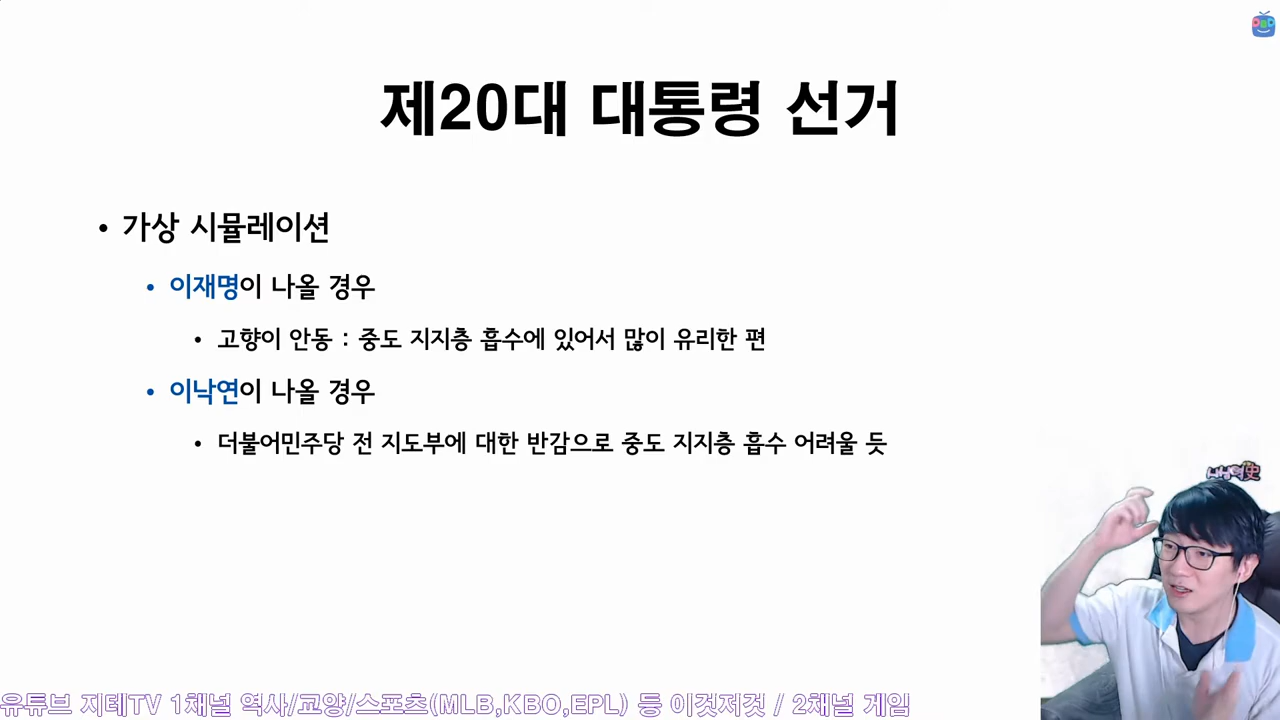 제20대 대통령 선거
• 가상 시뮬레이션
• 이재명이 나올 경우
• 고향이 안동 : 중도 지지층 흡수에 있어서 많이 유리한 편
• 이낙연이 나올 경우
• 더불어민주당 전 지도부에 대한 반감으로 중도 지지층 흡수 어려울 듯
유튜브 지테TV 1채널 역사/교양/스포츠(MLB,KBO,EPL) 등 이것저것 / 2채널 게임